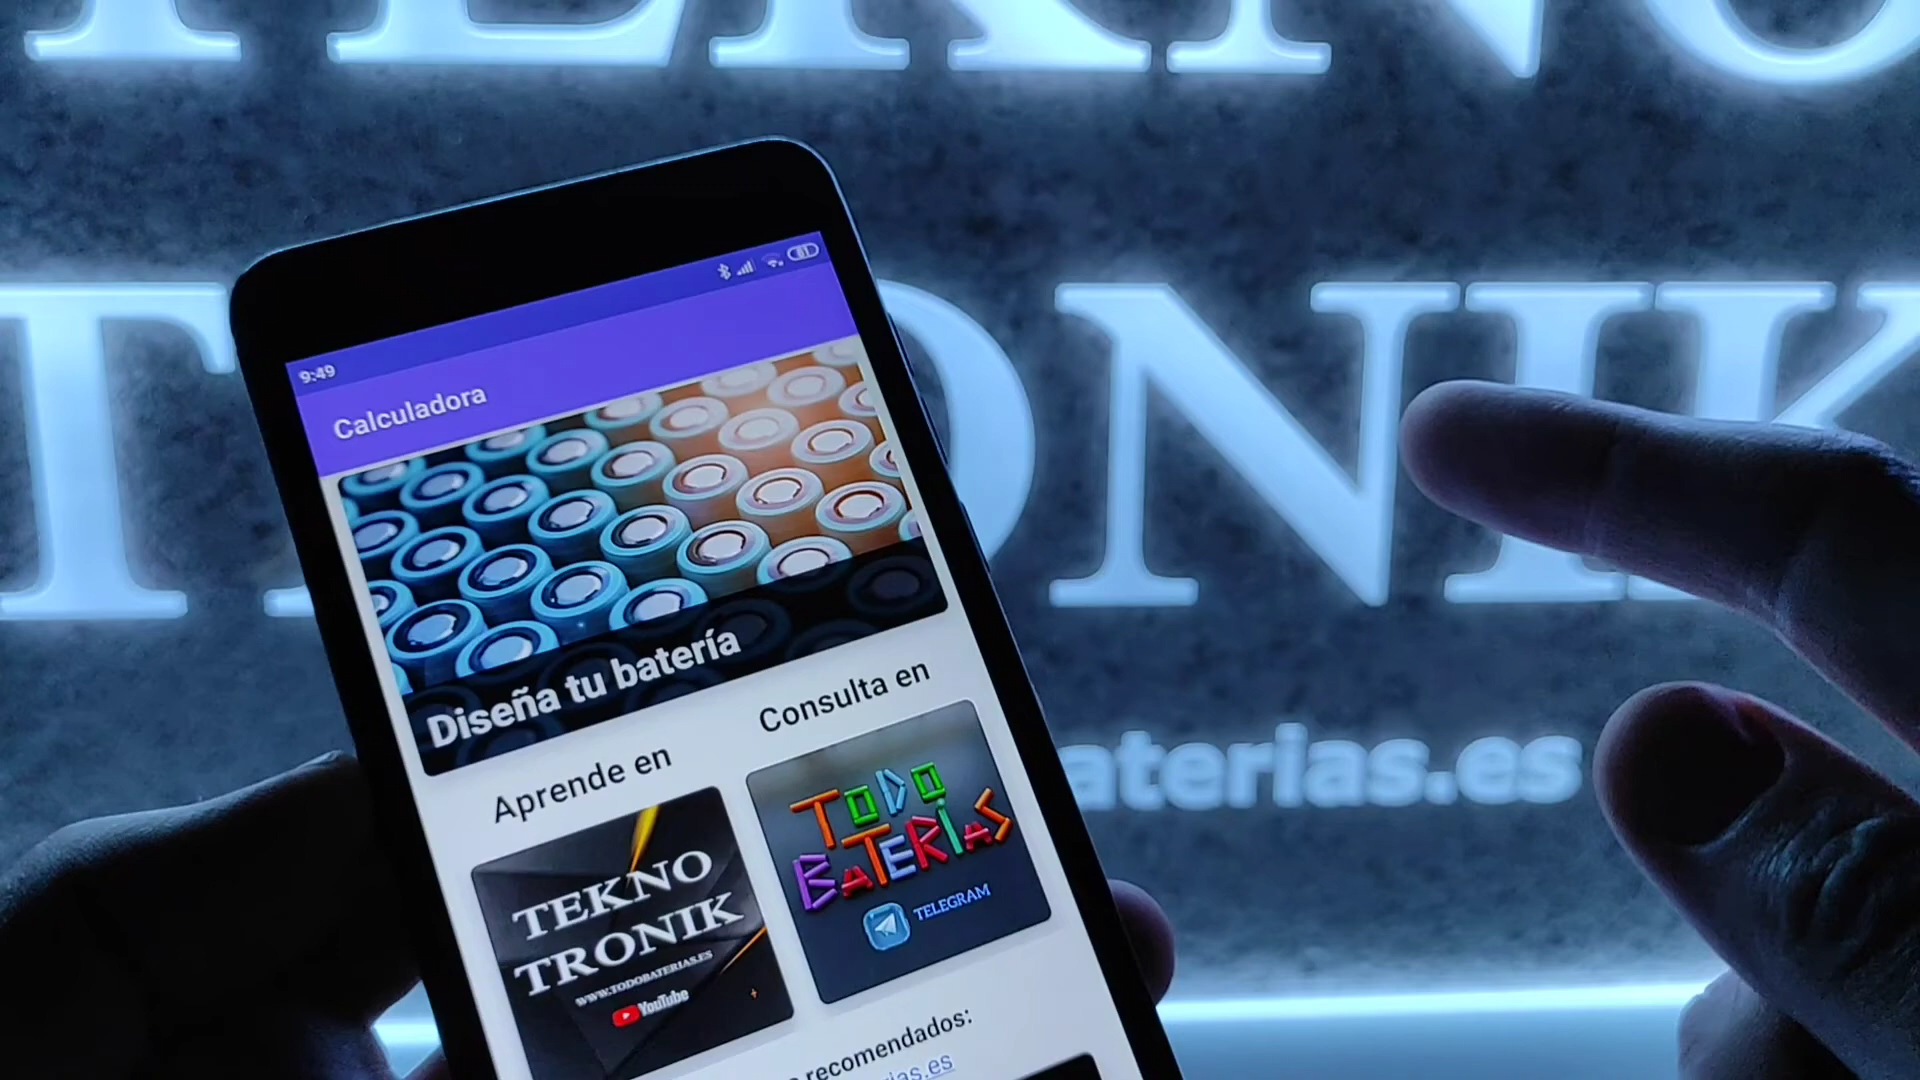 TEKNO
TRONIK
aterias.es
9:49
Calculadora
Diseña tu batería
Aprende en
Consulta en
TEKNO
TRONIK
WWW.TODOBATERIAS.ES
YouTube
TODO
BATERIAS
TELEGRAM
recomendados:
rias.es